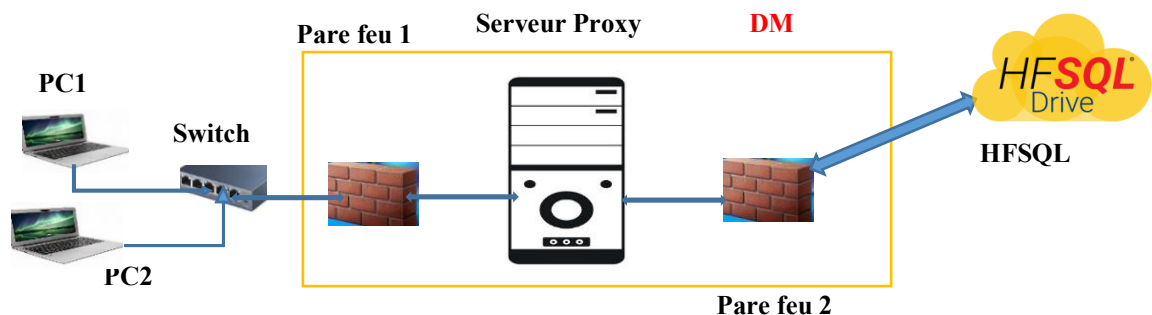 Serveur Proxy
DM
Pare feu 1
PC1
HFSQL
Drive
Switch
HFSQL
PC2
Pare feu 2